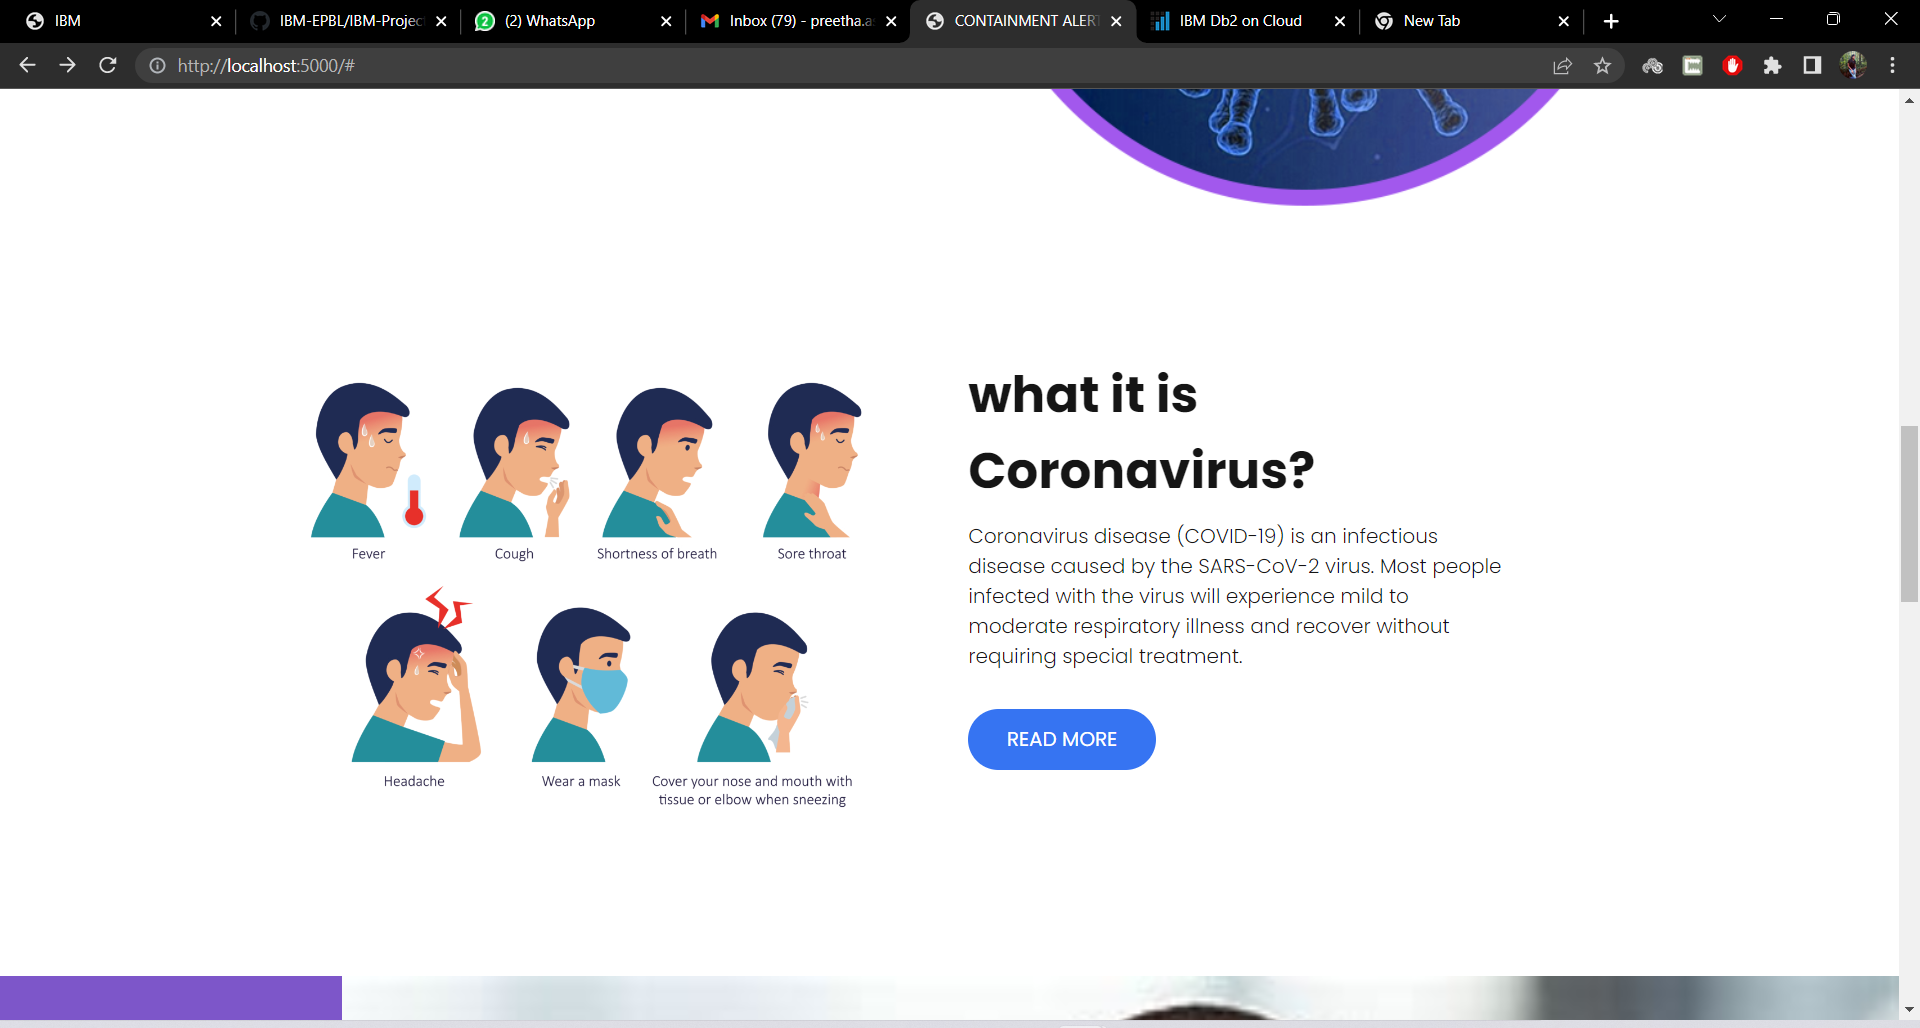 IBM
IBM-EPBL/IBM-Projec
(2) WhatsApp
Inbox (79) - preetha.a
CONTAINMENT ALER
IBM Db2 on Cloud
New Tab
http://localhost:5000/#
what it is
Coronavirus?
Coronavirus disease (COVID-19) is an infectious
disease caused by the SARS-CoV-2 virus. Most people
infected with the virus will experience mild to
moderate respiratory illness and recover without
requiring special treatment.
READ MORE
Fever
Cough
Shortness of breath
Sore throat
Headache
Wear a mask
Cover your nose and mouth with
tissue or elbow when sneezing